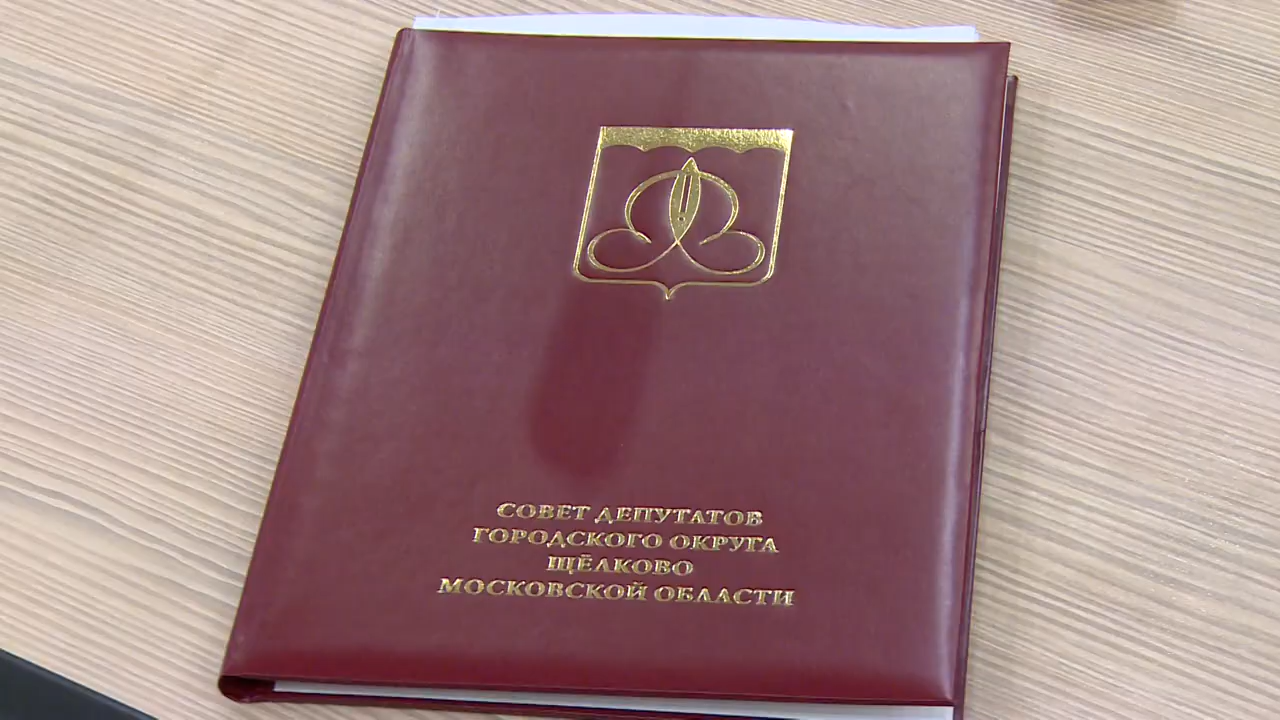 СОВЕТ ДЕПУТАТОВ
ГОРОДСКОГО ОКРУГА
ЩЁЛКОВО
МОСКОВСКОЙ ОБЛАСТИ